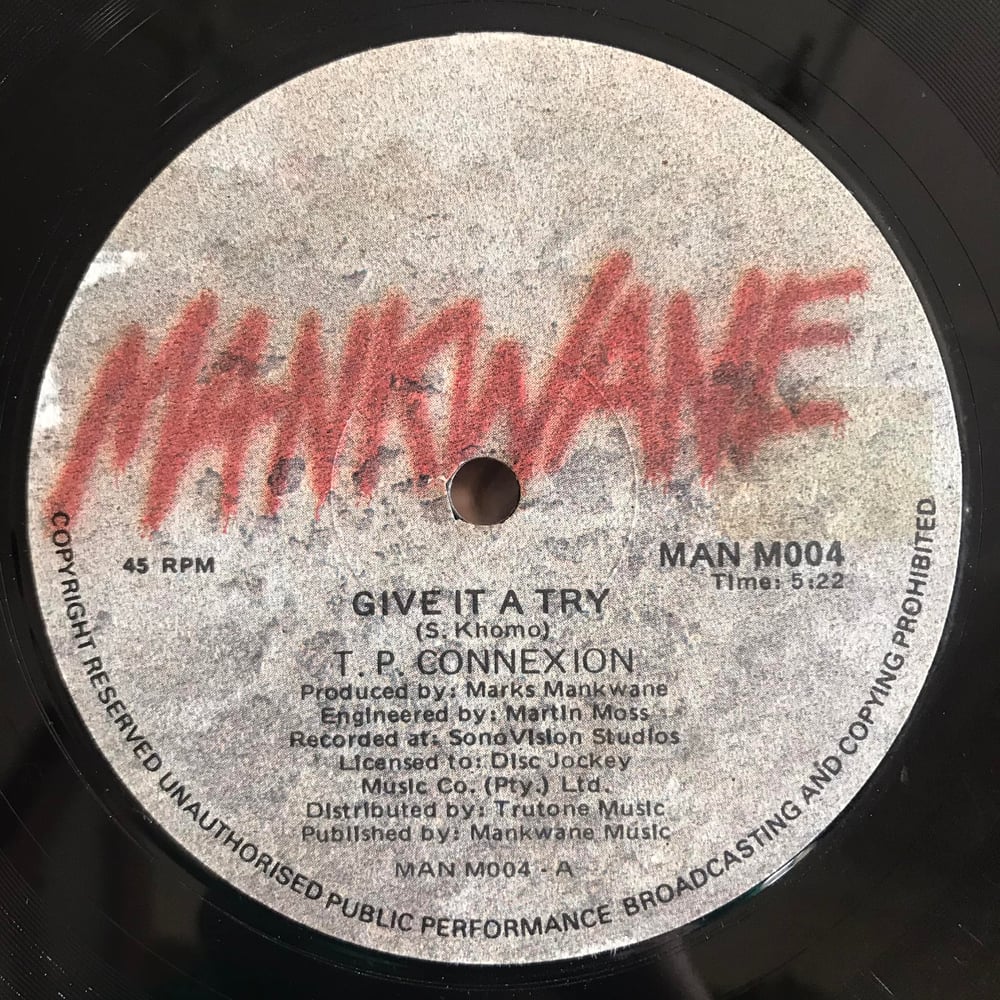 MANKWANE
45 RPM
MAN M004
Time: 5:22
GIVE IT A TRY
(S. Khomo)
T. P. CONNEXION
Produced by: Marks Mankwane
Engineered by: Martin Moss
Recorded at: SonoVision Studios
Licensed to: Disc Jockey
Music Co. (Pty.) Ltd.
Distributed by: Trutone Music
Published by: Mankwane Music
MAN M004 - A
COPYRIGHT RESERVED UNAUTHORISED PUBLIC PERFORMANCE BROADCASTING AND COPYING PROHIBITED